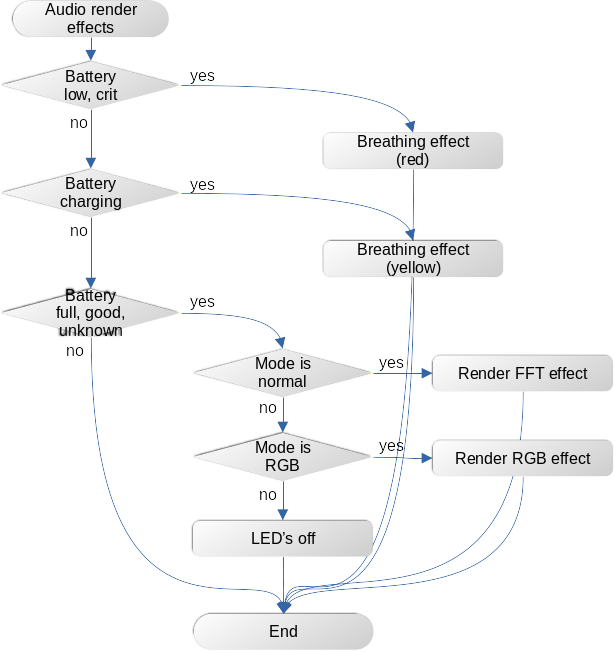 Audio render
effects
Battery
low, crit
yes
no
Breathing effect
(red)
Battery
charging
yes
no
Breathing effect
(yellow)
Battery
full, good,
unknown
yes
no
Mode is
normal
yes
Render FFT effect
no
Mode is
RGB
yes
Render RGB effect
no
LED's off
End